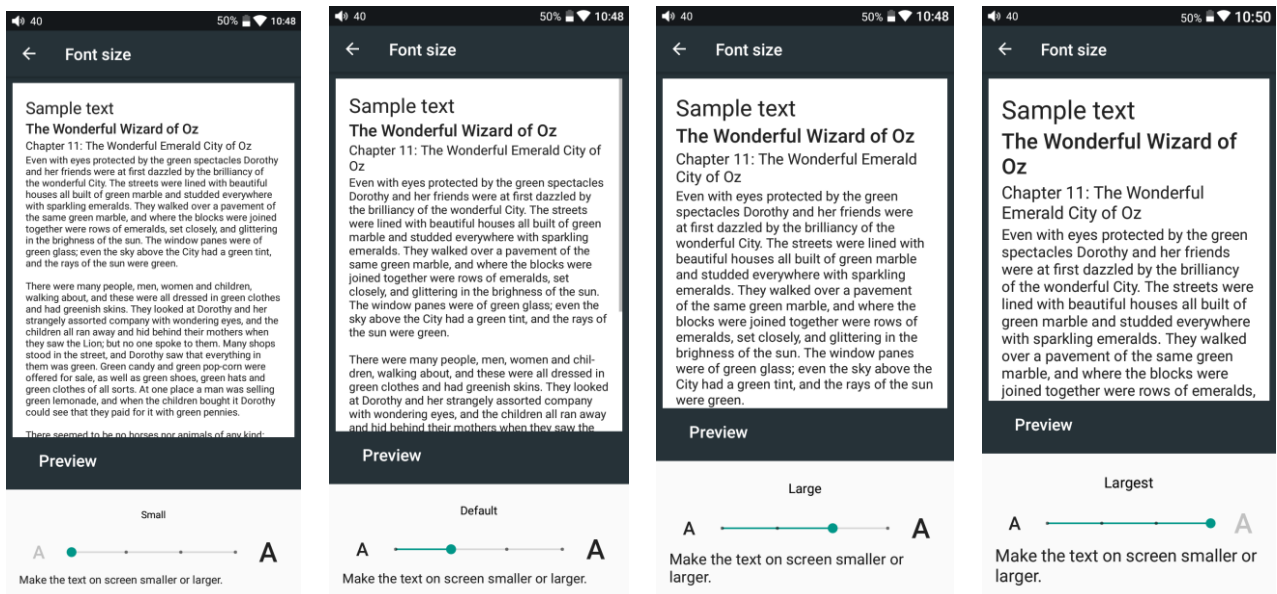 40 50% 10:48
Font size
Sample text
The Wonderful Wizard of Oz
Chapter 11: The Wonderful Emerald City of Oz
Even with eyes protected by the green spectacles Dorothy
and her friends were at first dazzled by the brilliancy of
the wonderful City. The streets were lined with beautiful
houses all built of green marble and studded everywhere
with sparkling emeralds. They walked over a pavement of
the same green marble, and where the blocks were joined
together were rows of emeralds, set closely, and glittering
in the brighness of the sun. The window panes were of
green glass; even the sky above the City had a green tint,
and the rays of the sun were green.
There were many people, men, women and children,
walking about, and these were all dressed in green clothes
and had greenish skins. They looked at Dorothy and her
strangely assorted company with wondering eyes, and the
children all ran away and hid behind their mothers when
they saw the Lion; but no one spoke to them. Many shops
stood in the street, and Dorothy saw that everything in
them was green. Green candy and green pop-corn were
offered for sale, as well as green shoes, green hats and
green clothes of all sorts. At one place a man was selling
green lemonade, and when the children bought it Dorothy
could see that they paid for it with green pennies.
There seemed to be no horses nor animals of any kind;
Preview
Small
A A
Make the text on screen smaller or larger.
40 50% 10:48
Font size
Sample text
The Wonderful Wizard of Oz
Chapter 11: The Wonderful Emerald City of
Oz
Even with eyes protected by the green spectacles
Dorothy and her friends were at first dazzled by
the brilliancy of the wonderful City. The streets
were lined with beautiful houses all built of green
marble and studded everywhere with sparkling
emeralds. They walked over a pavement of the
same green marble, and where the blocks were
joined together were rows of emeralds, set
closely, and glittering in the brighness of the sun.
The window panes were of green glass; even the
sky above the City had a green tint, and the rays of
the sun were green.
There were many people, men, women and chil-
dren, walking about, and these were all dressed in
green clothes and had greenish skins. They looked
at Dorothy and her strangely assorted company
with wondering eyes, and the children all ran away
and hid behind their mothers when they saw the
Preview
Default
A A
Make the text on screen smaller or larger.
40 50% 10:48
Font size
Sample text
The Wonderful Wizard of Oz
Chapter 11: The Wonderful Emerald
City of Oz
Even with eyes protected by the green
spectacles Dorothy and her friends were
at first dazzled by the brilliancy of the
wonderful City. The streets were lined with
beautiful houses all built of green marble
and studded everywhere with sparkling
emeralds. They walked over a pavement
of the same green marble, and where the
blocks were joined together were rows of
emeralds, set closely, and glittering in the
brighness of the sun. The window panes
were of green glass; even the sky above the
City had a green tint, and the rays of the sun
were green.
Preview
Large
A A
Make the text on screen smaller or
larger.
40 50% 10:50
Font size
Sample text
The Wonderful Wizard of
Oz
Chapter 11: The Wonderful
Emerald City of Oz
Even with eyes protected by the green
spectacles Dorothy and her friends
were at first dazzled by the brilliancy
of the wonderful City. The streets were
lined with beautiful houses all built of
green marble and studded everywhere
with sparkling emeralds. They walked
over a pavement of the same green
marble, and where the blocks were
joined together were rows of emeralds,
Preview
Largest
A A
Make the text on screen smaller or
larger.